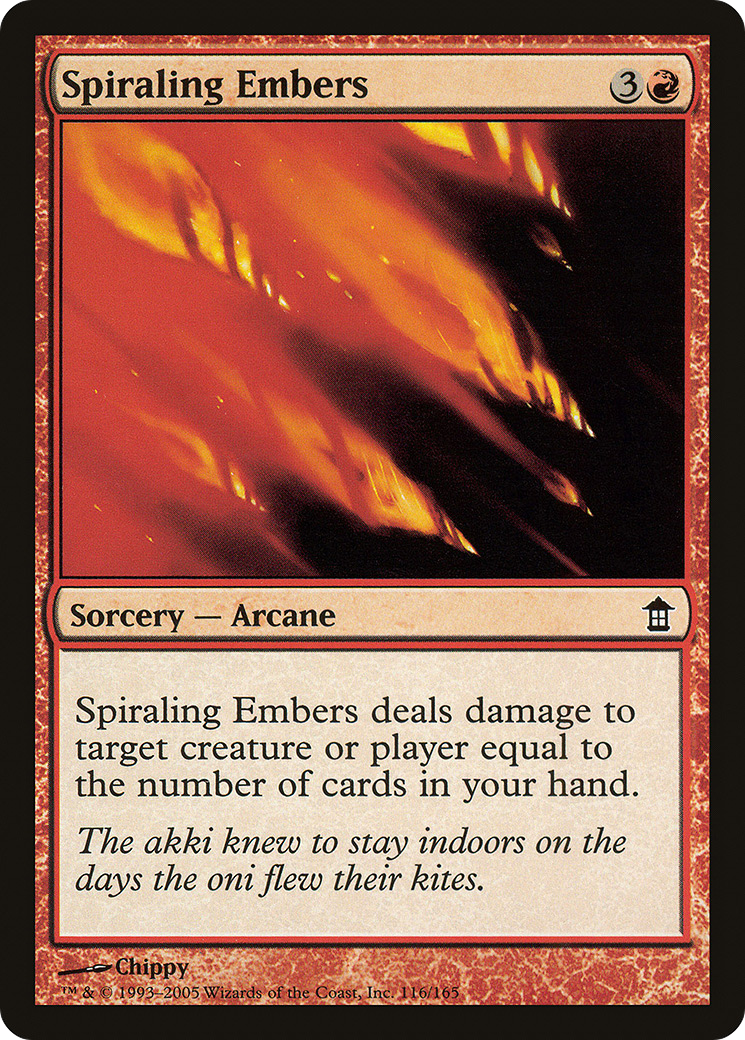 Spiraling Embers 3
Sorcery — Arcane
Spiraling Embers deals damage to
target creature or player equal to
the number of cards in your hand.
The akki knew to stay indoors on the
days the oni flew their kites.
Chippy
™ & © 1993–2005 Wizards of the Coast, Inc. 116/165